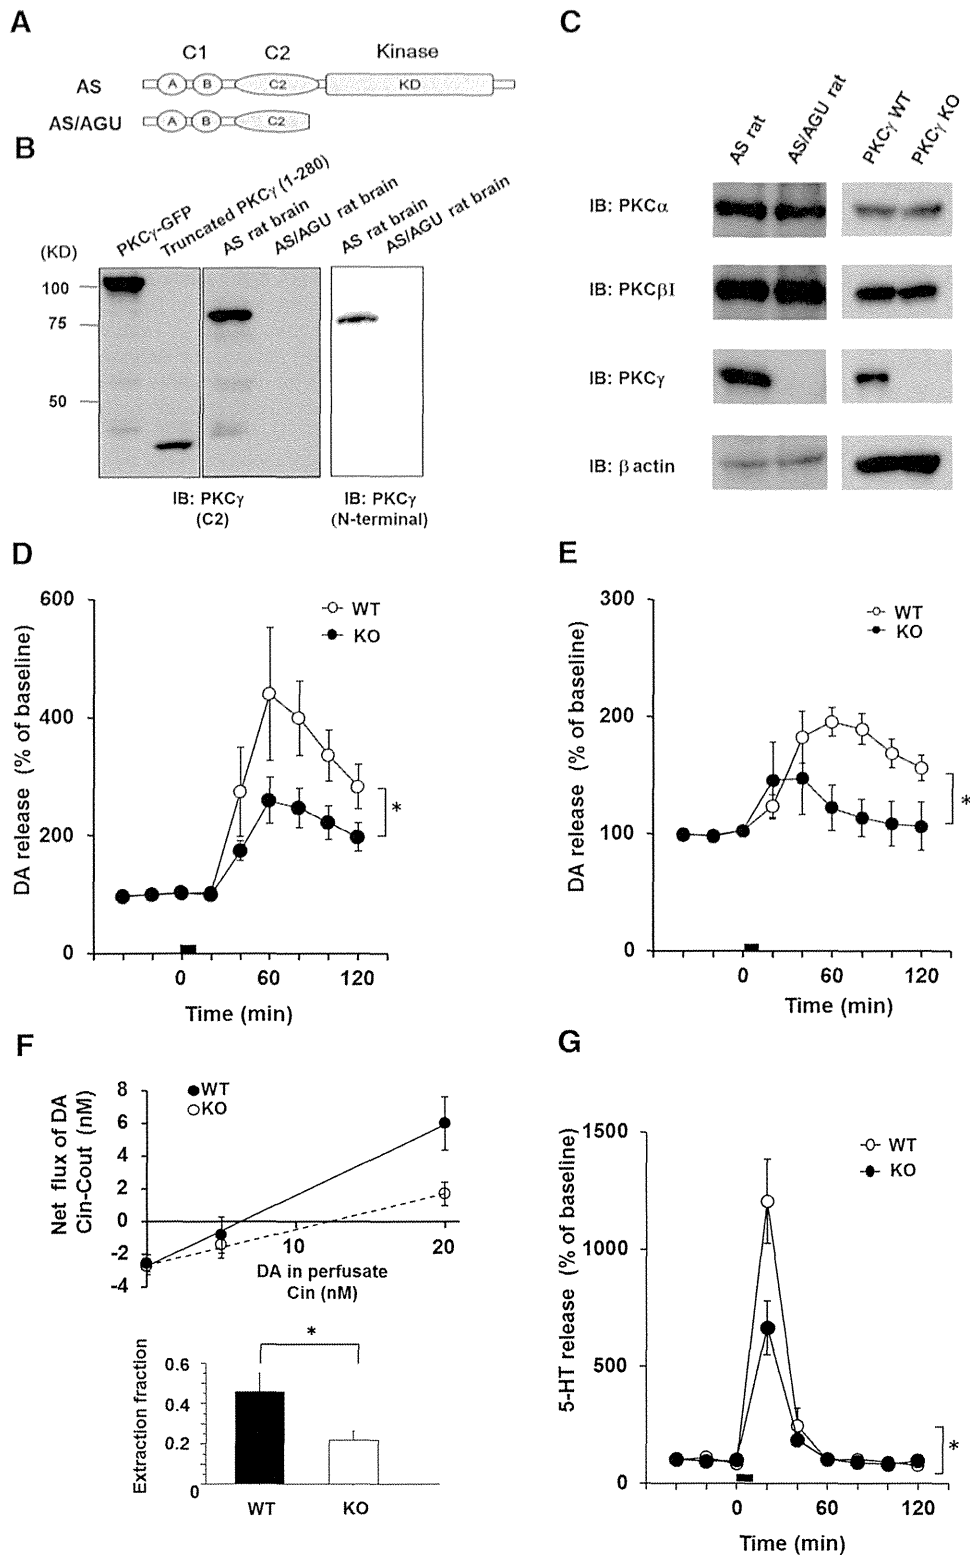 A
C1 C2 Kinase
AS A B C2 KD
AS/AGU A B C2
B
PKCγ-GFP
Truncated PKCγ (1-280)
AS rat brain
AS/AGU rat brain
AS rat brain
AS/AGU rat brain
(KD)
100
75
50
IB: PKCγ
(C2)
IB: PKCγ
(N-terminal)
C
AS rat
AS/AGU rat
PKCγ WT
PKCγ KO
IB: PKCα
IB: PKCβI
IB: PKCγ
IB: β actin
D
DA release (% of baseline)
600
400
200
0
WT
KO
*
0 60 120
Time (min)
E
DA release (% of baseline)
300
200
100
0
WT
KO
*
0 60 120
Time (min)
F
Net flux of DA
Cin-Cout (nM)
8
6
4
2
0
-2
-4
WT
KO
10 20
DA in perfusate
Cin (nM)
Extraction fraction
0.6
0.4
0.2
0
*
WT KO
G
5-HT release (% of baseline)
1500
1000
500
0
WT
KO
*
0 60 120
Time (min)